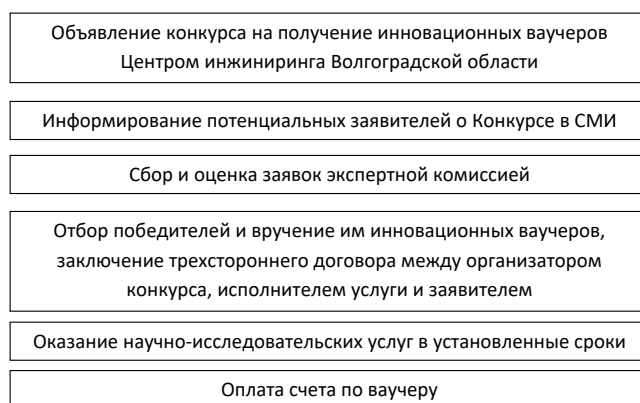 Объявление конкурса на получение инновационных ваучеров
Центром инжиниринга Волгоградской области
Информирование потенциальных заявителей о Конкурсе в СМИ
Сбор и оценка заявок экспертной комиссией
Отбор победителей и вручение им инновационных ваучеров,
заключение трехстороннего договора между организатором
конкурса, исполнителем услуги и заявителем
Оказание научно-исследовательских услуг в установленные сроки
Оплата счета по ваучеру